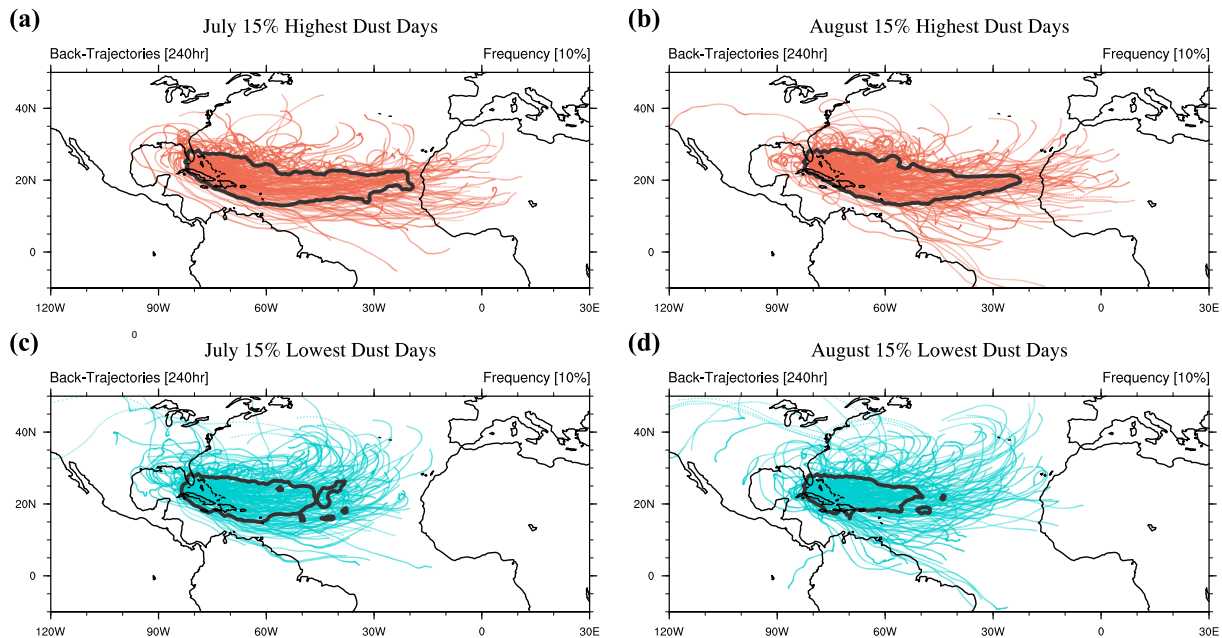 (a) July 15% Highest Dust Days
Back-Trajectories [240hr] Frequency [10%]
40N
20N
0
120W 90W 60W 30W 0 30E
(b) August 15% Highest Dust Days
Back-Trajectories [240hr] Frequency [10%]
40N
20N
0
120W 90W 60W 30W 0 30E
0
(c) July 15% Lowest Dust Days
Back-Trajectories [240hr] Frequency [10%]
40N
20N
0
120W 90W 60W 30W 0 30E
(d) August 15% Lowest Dust Days
Back-Trajectories [240hr] Frequency [10%]
40N
20N
0
120W 90W 60W 30W 0 30E